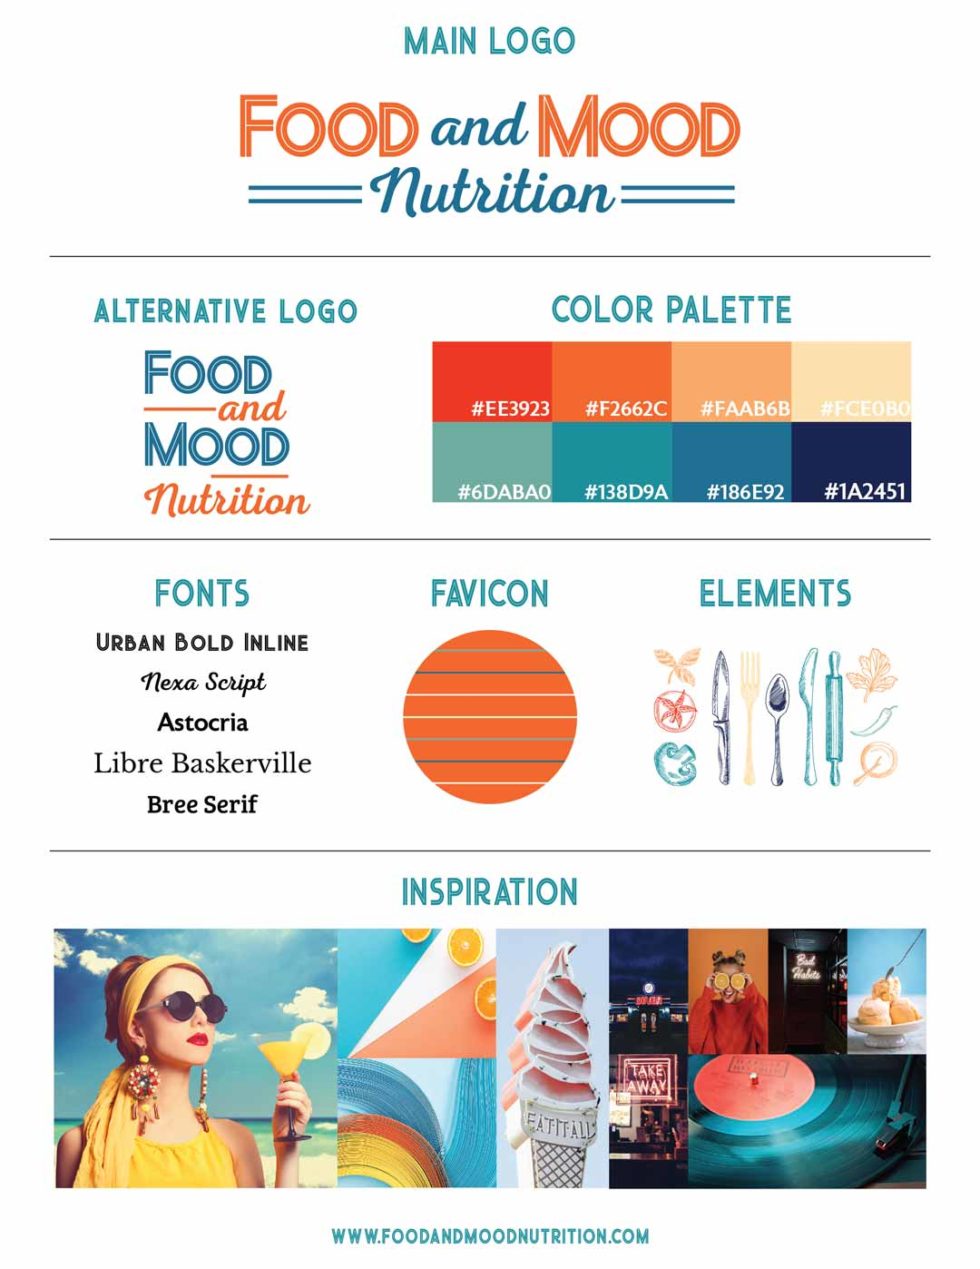 MAIN LOGO
FOOD and MOOD
Nutrition
ALTERNATIVE LOGO
FOOD
and
MOOD
Nutrition
COLOR PALETTE
#EE3923 #F2662C #FAAB6B #FCE0B0
#6DABA0 #138D9A #186E92 #1A2451
FONTS
URBAN BOLD INLINE
Nexa Script
Astocria
Libre Baskerville
Bree Serif
FAVICON
ELEMENTS
INSPIRATION
EATITALL
Bad
Habits
TAKE
AWAY
WWW.FOODANDMOODNUTRITION.COM